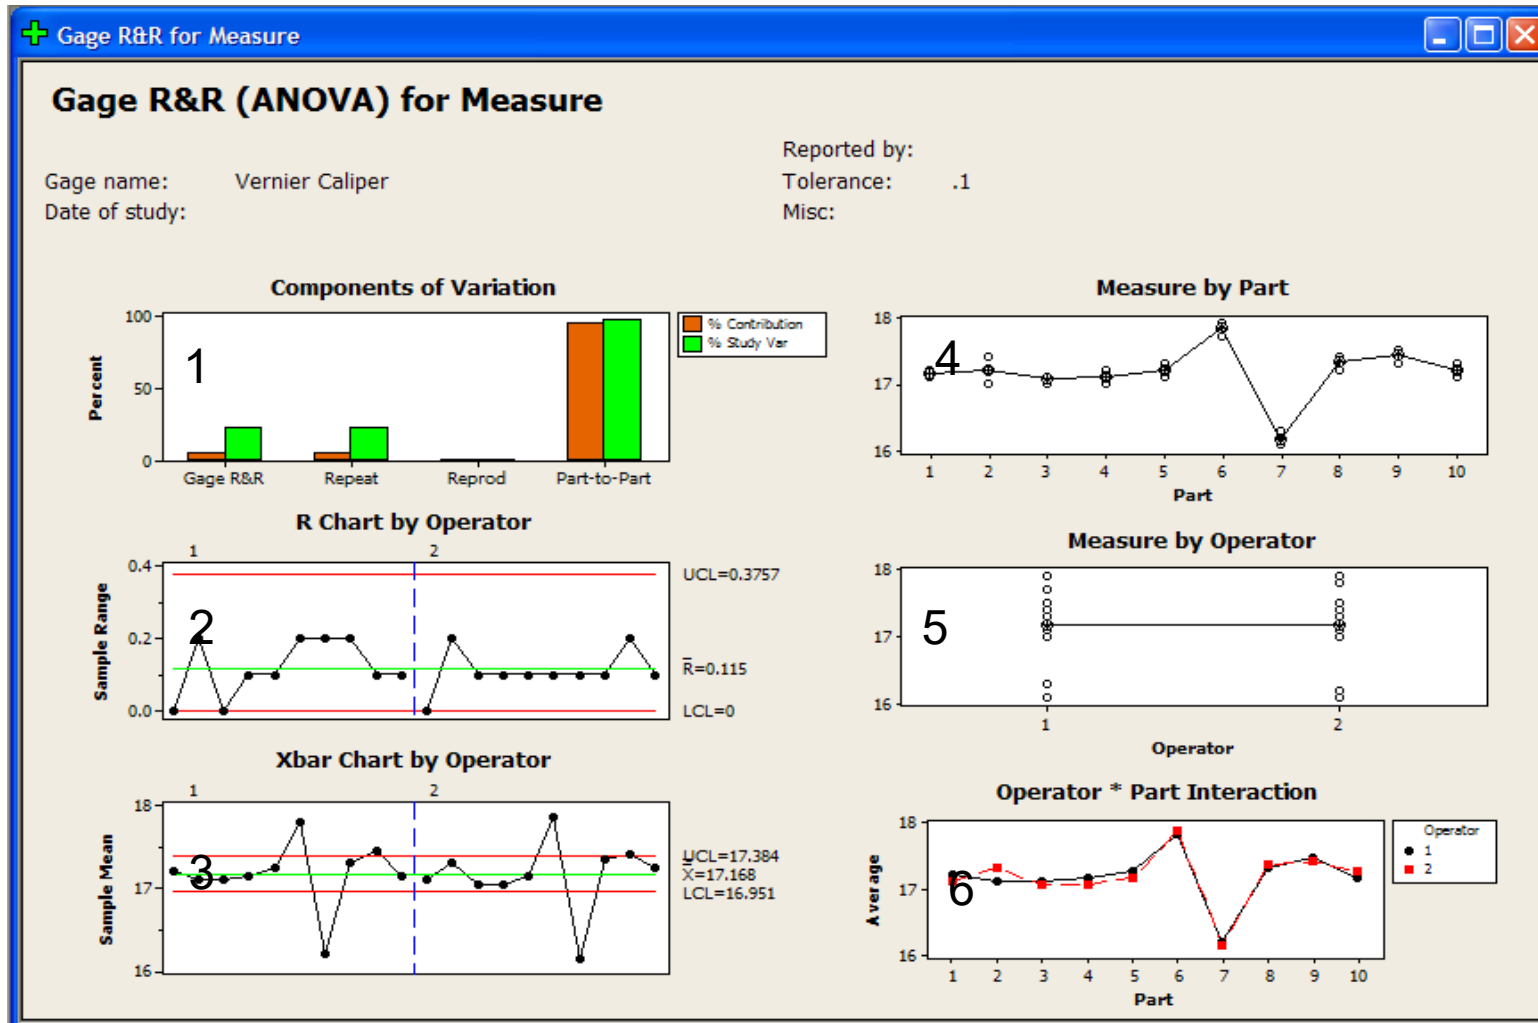 Gage R&R for Measure
Gage R&R (ANOVA) for Measure
Reported by:
Gage name: Vernier Caliper
Tolerance: .1
Date of study:
Misc:
Components of Variation
100
50
0
Percent
1
Gage R&R Repeat Reprod Part-to-Part
% Contribution
% Study Var
R Chart by Operator
1 2
0.4
0.2
0.0
Sample Range
2
UCL=0.3757
R̄=0.115
LCL=0
Xbar Chart by Operator
1 2
18
17
16
Sample Mean
3
UCL=17.384
X̿=17.168
LCL=16.951
Measure by Part
18
17
16
4
1 2 3 4 5 6 7 8 9 10
Part
Measure by Operator
18
17
16
5
1 2
Operator
Operator * Part Interaction
18
17
16
Average
6
1 2 3 4 5 6 7 8 9 10
Part
Operator
1
2